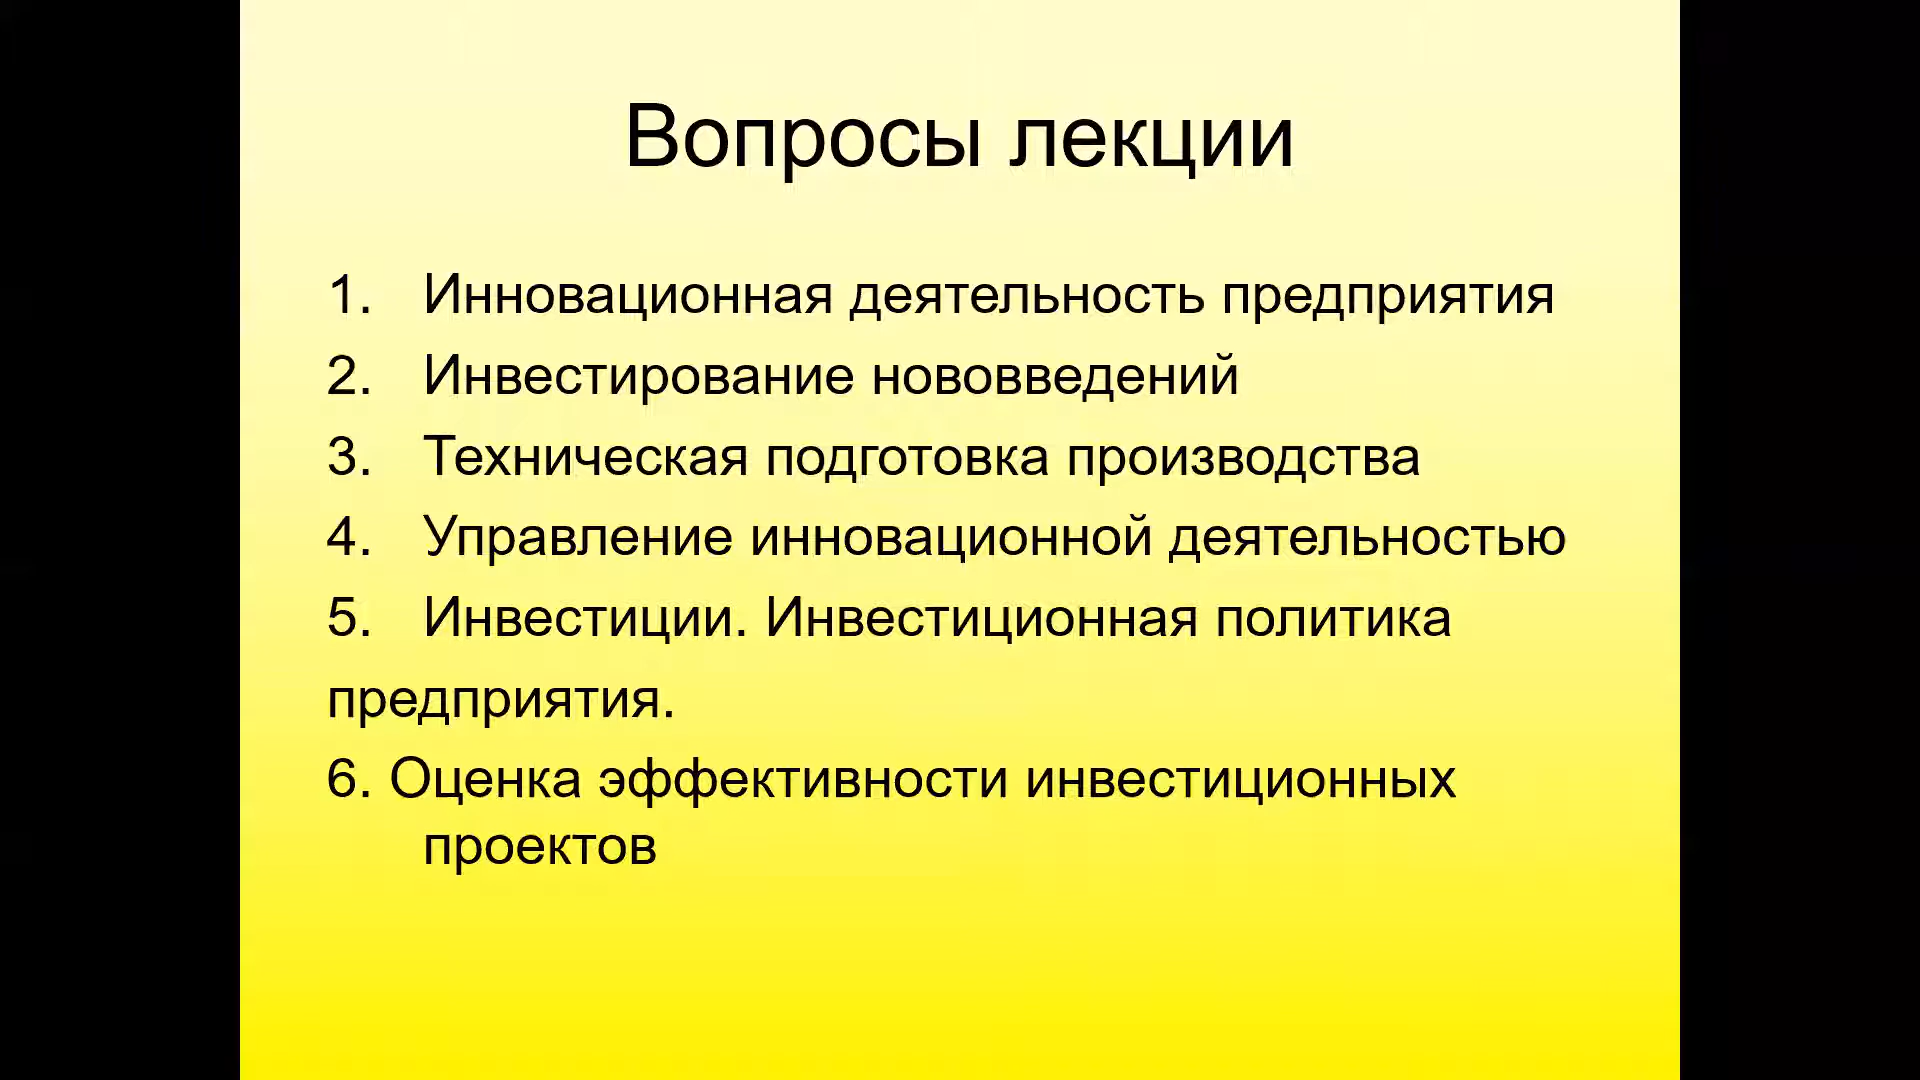 Вопросы лекции
1. Инновационная деятельность предприятия
2. Инвестирование нововведений
3. Техническая подготовка производства
4. Управление инновационной деятельностью
5. Инвестиции. Инвестиционная политика
предприятия.
6. Оценка эффективности инвестиционных
проектов